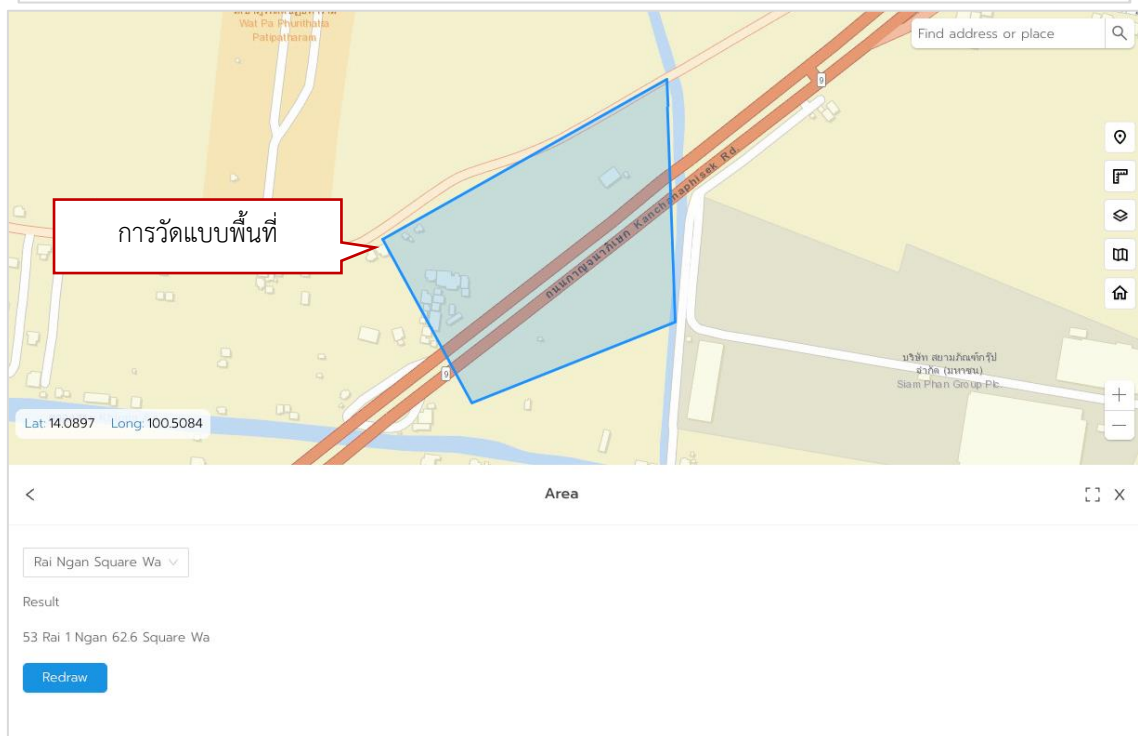 Wat Pa Phurithatta
Patipatharam
Find address or place
9
ถนนกาญจนาภิเษก Kanchanaphisek Rd
การวัดแบบพื้นที่
บริษัท สยามภัณฑ์กรุ๊ป
จำกัด (มหาชน)
Siam Phan Group Plc.
9
+
Lat: 14.0897 Long: 100.5084
−
< Area X
Rai Ngan Square Wa
Result
53 Rai 1 Ngan 62.6 Square Wa
Redraw